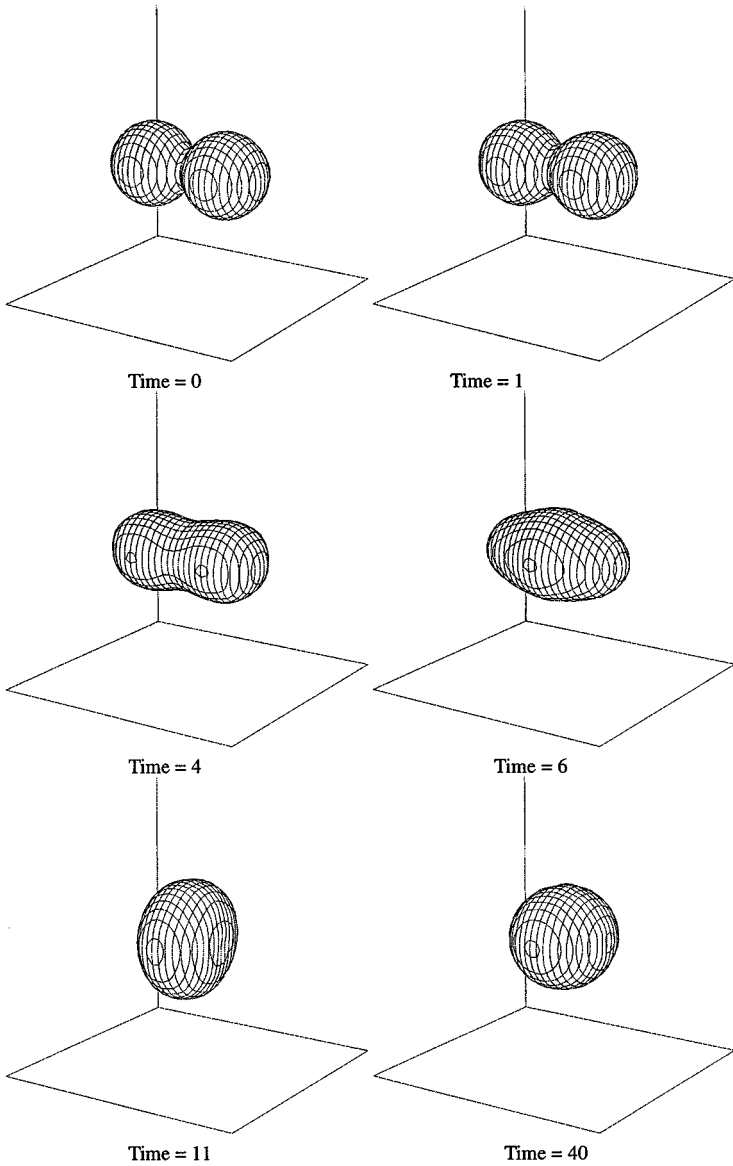 Time = 0
Time = 1
Time = 4
Time = 6
Time = 11
Time = 40